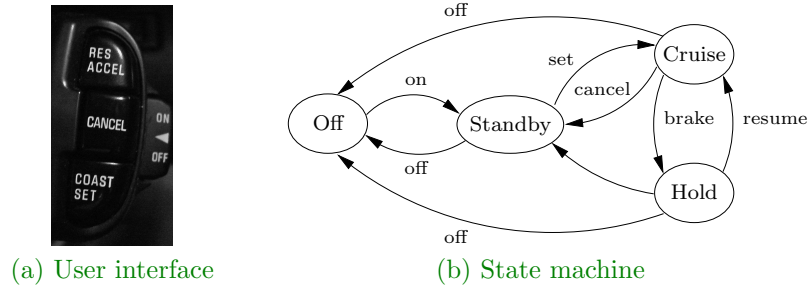 RES
ACCEL
CANCEL
ON
OFF
COAST
SET
(a) User interface
off
Cruise
set
on
cancel
Off
Standby
brake
resume
off
Hold
off
(b) State machine